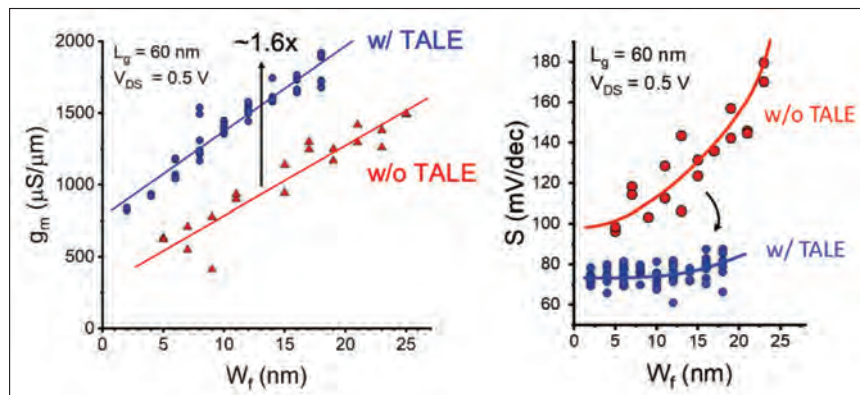 2000
1500
1000
500
0
g_m (μS/μm)
L_g = 60 nm
V_DS = 0.5 V
~1.6x
w/ TALE
w/o TALE
0 5 10 15 20 25
W_f (nm)
180
160
140
120
100
80
60
S (mV/dec)
L_g = 60 nm
V_DS = 0.5 V
w/o TALE
w/ TALE
0 5 10 15 20 25
W_f (nm)